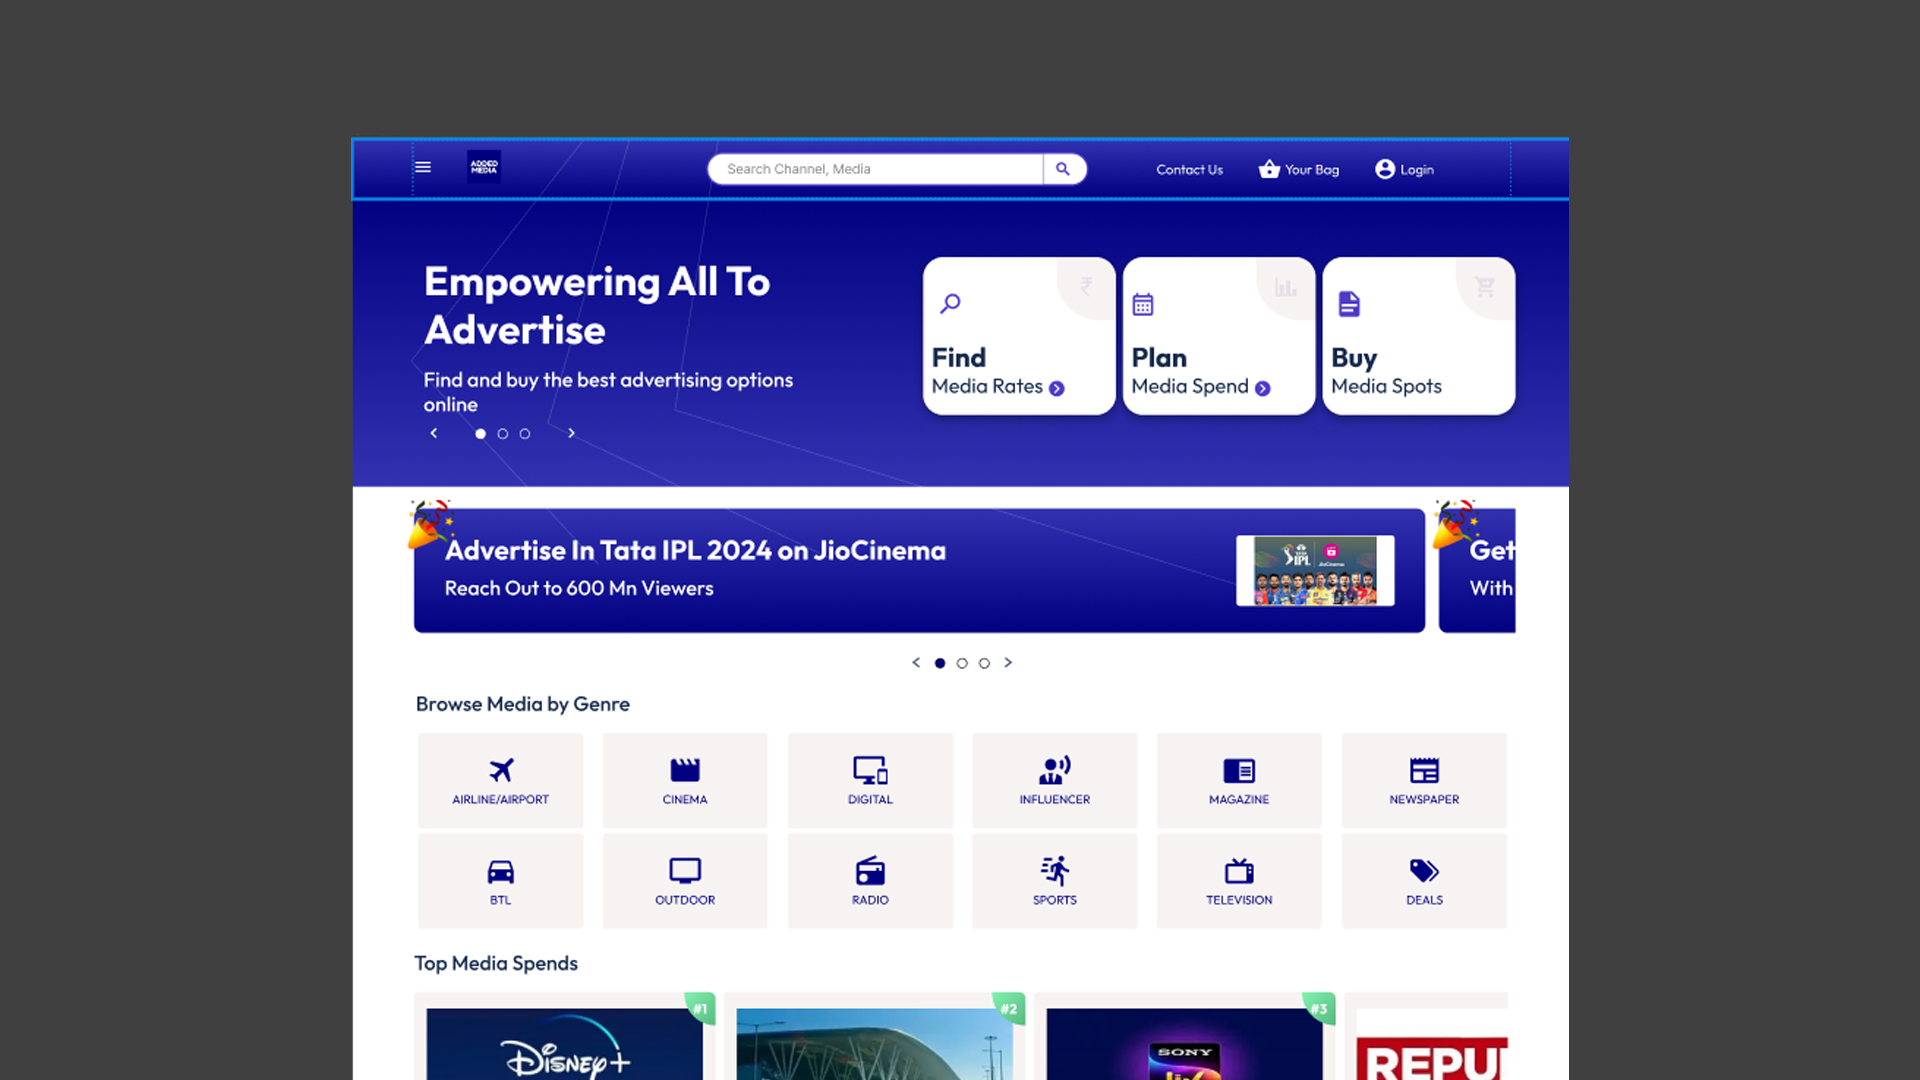 ADDED
MEDIA
Search Channel, Media
Contact Us
Your Bag
Login
Empowering All To
Advertise
Find and buy the best advertising options
online
Find
Media Rates
Plan
Media Spend
Buy
Media Spots
Advertise In Tata IPL 2024 on JioCinema
Reach Out to 600 Mn Viewers
IPL
JioCinema
Get
With
Browse Media by Genre
AIRLINE/AIRPORT
CINEMA
DIGITAL
INFLUENCER
MAGAZINE
NEWSPAPER
BTL
OUTDOOR
RADIO
SPORTS
TELEVISION
DEALS
Top Media Spends
#1
#2
#3
Disney+
SONY
REPU